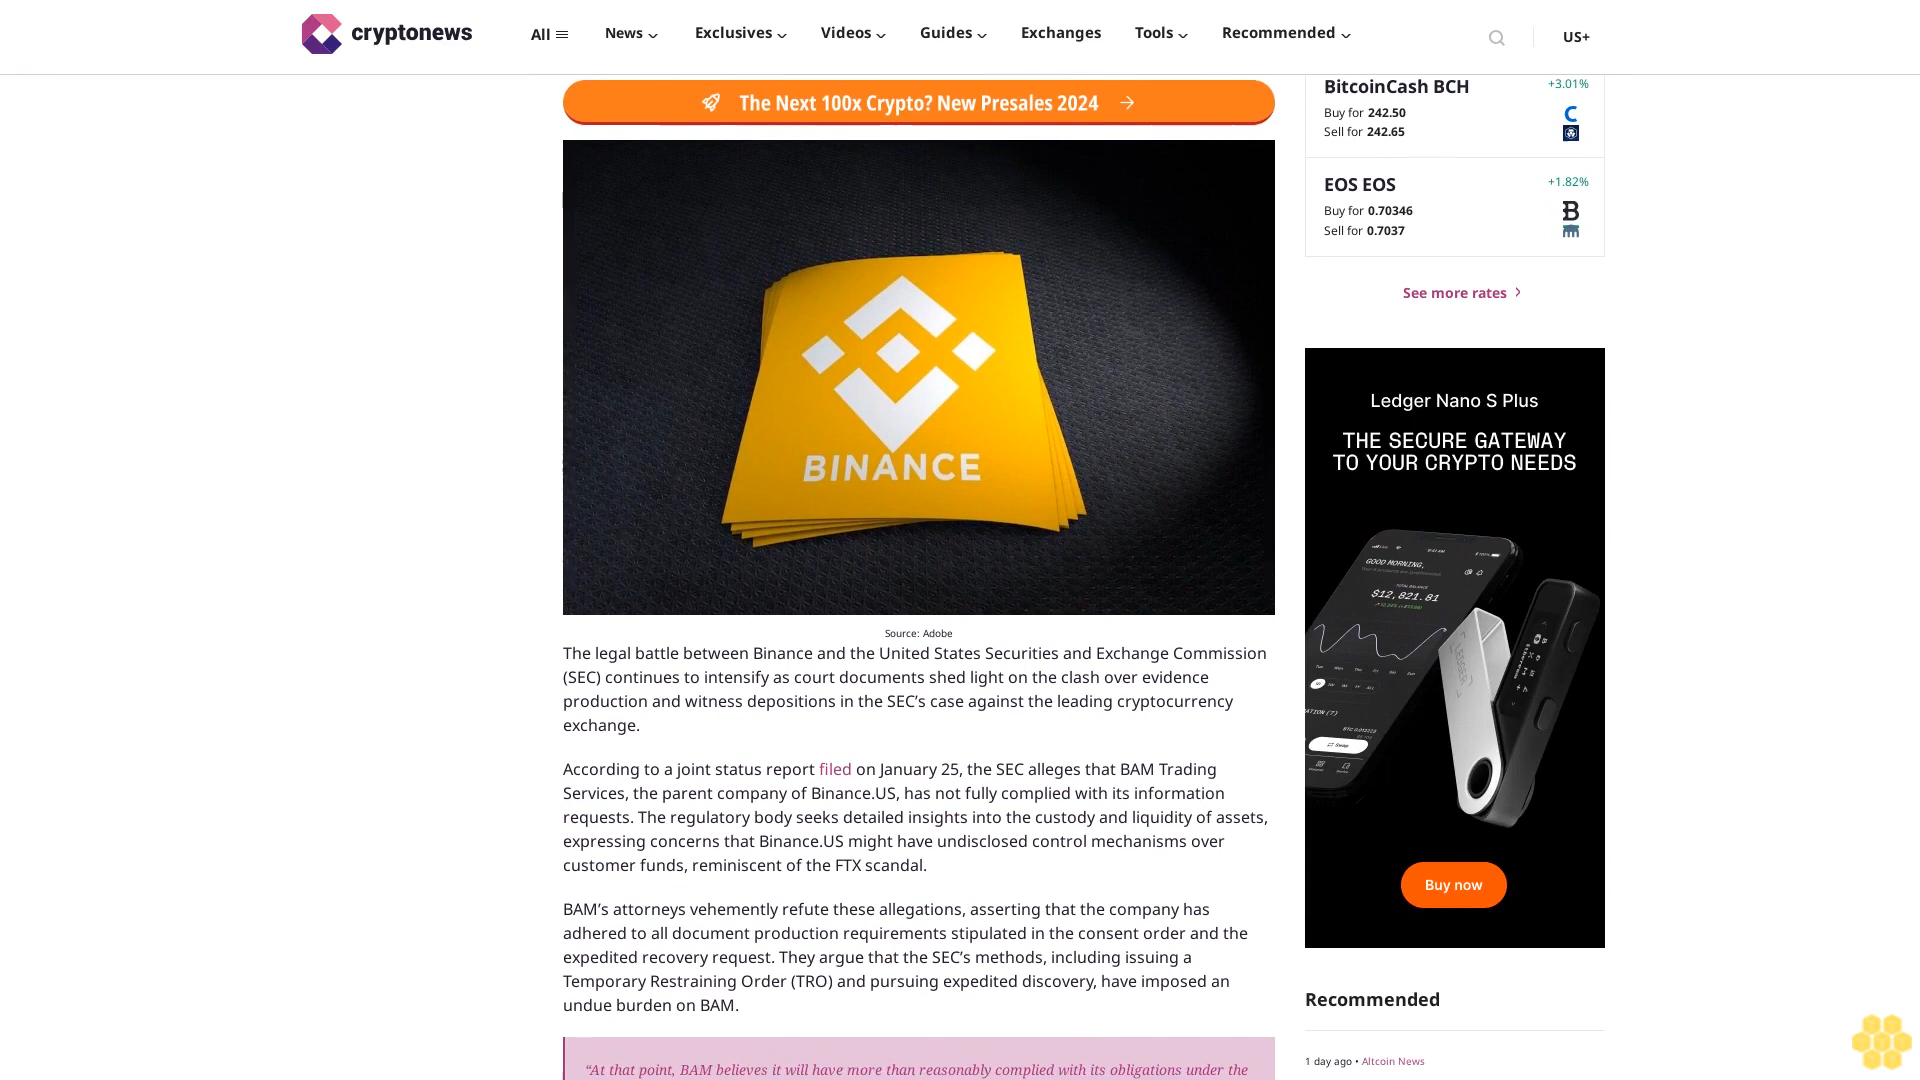 cryptonews
All
News
Exclusives
Videos
Guides
Exchanges
Tools
Recommended
US+
The Next 100x Crypto? New Presales 2024
BINANCE
Source: Adobe
The legal battle between Binance and the United States Securities and Exchange Commission
(SEC) continues to intensify as court documents shed light on the clash over evidence
production and witness depositions in the SEC’s case against the leading cryptocurrency
exchange.
According to a joint status report filed on January 25, the SEC alleges that BAM Trading
Services, the parent company of Binance.US, has not fully complied with its information
requests. The regulatory body seeks detailed insights into the custody and liquidity of assets,
expressing concerns that Binance.US might have undisclosed control mechanisms over
customer funds, reminiscent of the FTX scandal.
BAM’s attorneys vehemently refute these allegations, asserting that the company has
adhered to all document production requirements stipulated in the consent order and the
expedited recovery request. They argue that the SEC’s methods, including issuing a
Temporary Restraining Order (TRO) and pursuing expedited discovery, have imposed an
undue burden on BAM.
“At that point, BAM believes it will have more than reasonably complied with its obligations under the
BitcoinCash BCH
+3.01%
Buy for 242.50
Sell for 242.65
EOS EOS
+1.82%
Buy for 0.70346
Sell for 0.7037
See more rates
Ledger Nano S Plus
THE SECURE GATEWAY
TO YOUR CRYPTO NEEDS
GOOD MORNING,
TOTAL BALANCE
$12,821.81
Swap
LEDGER
Buy now
Recommended
1 day ago • Altcoin News